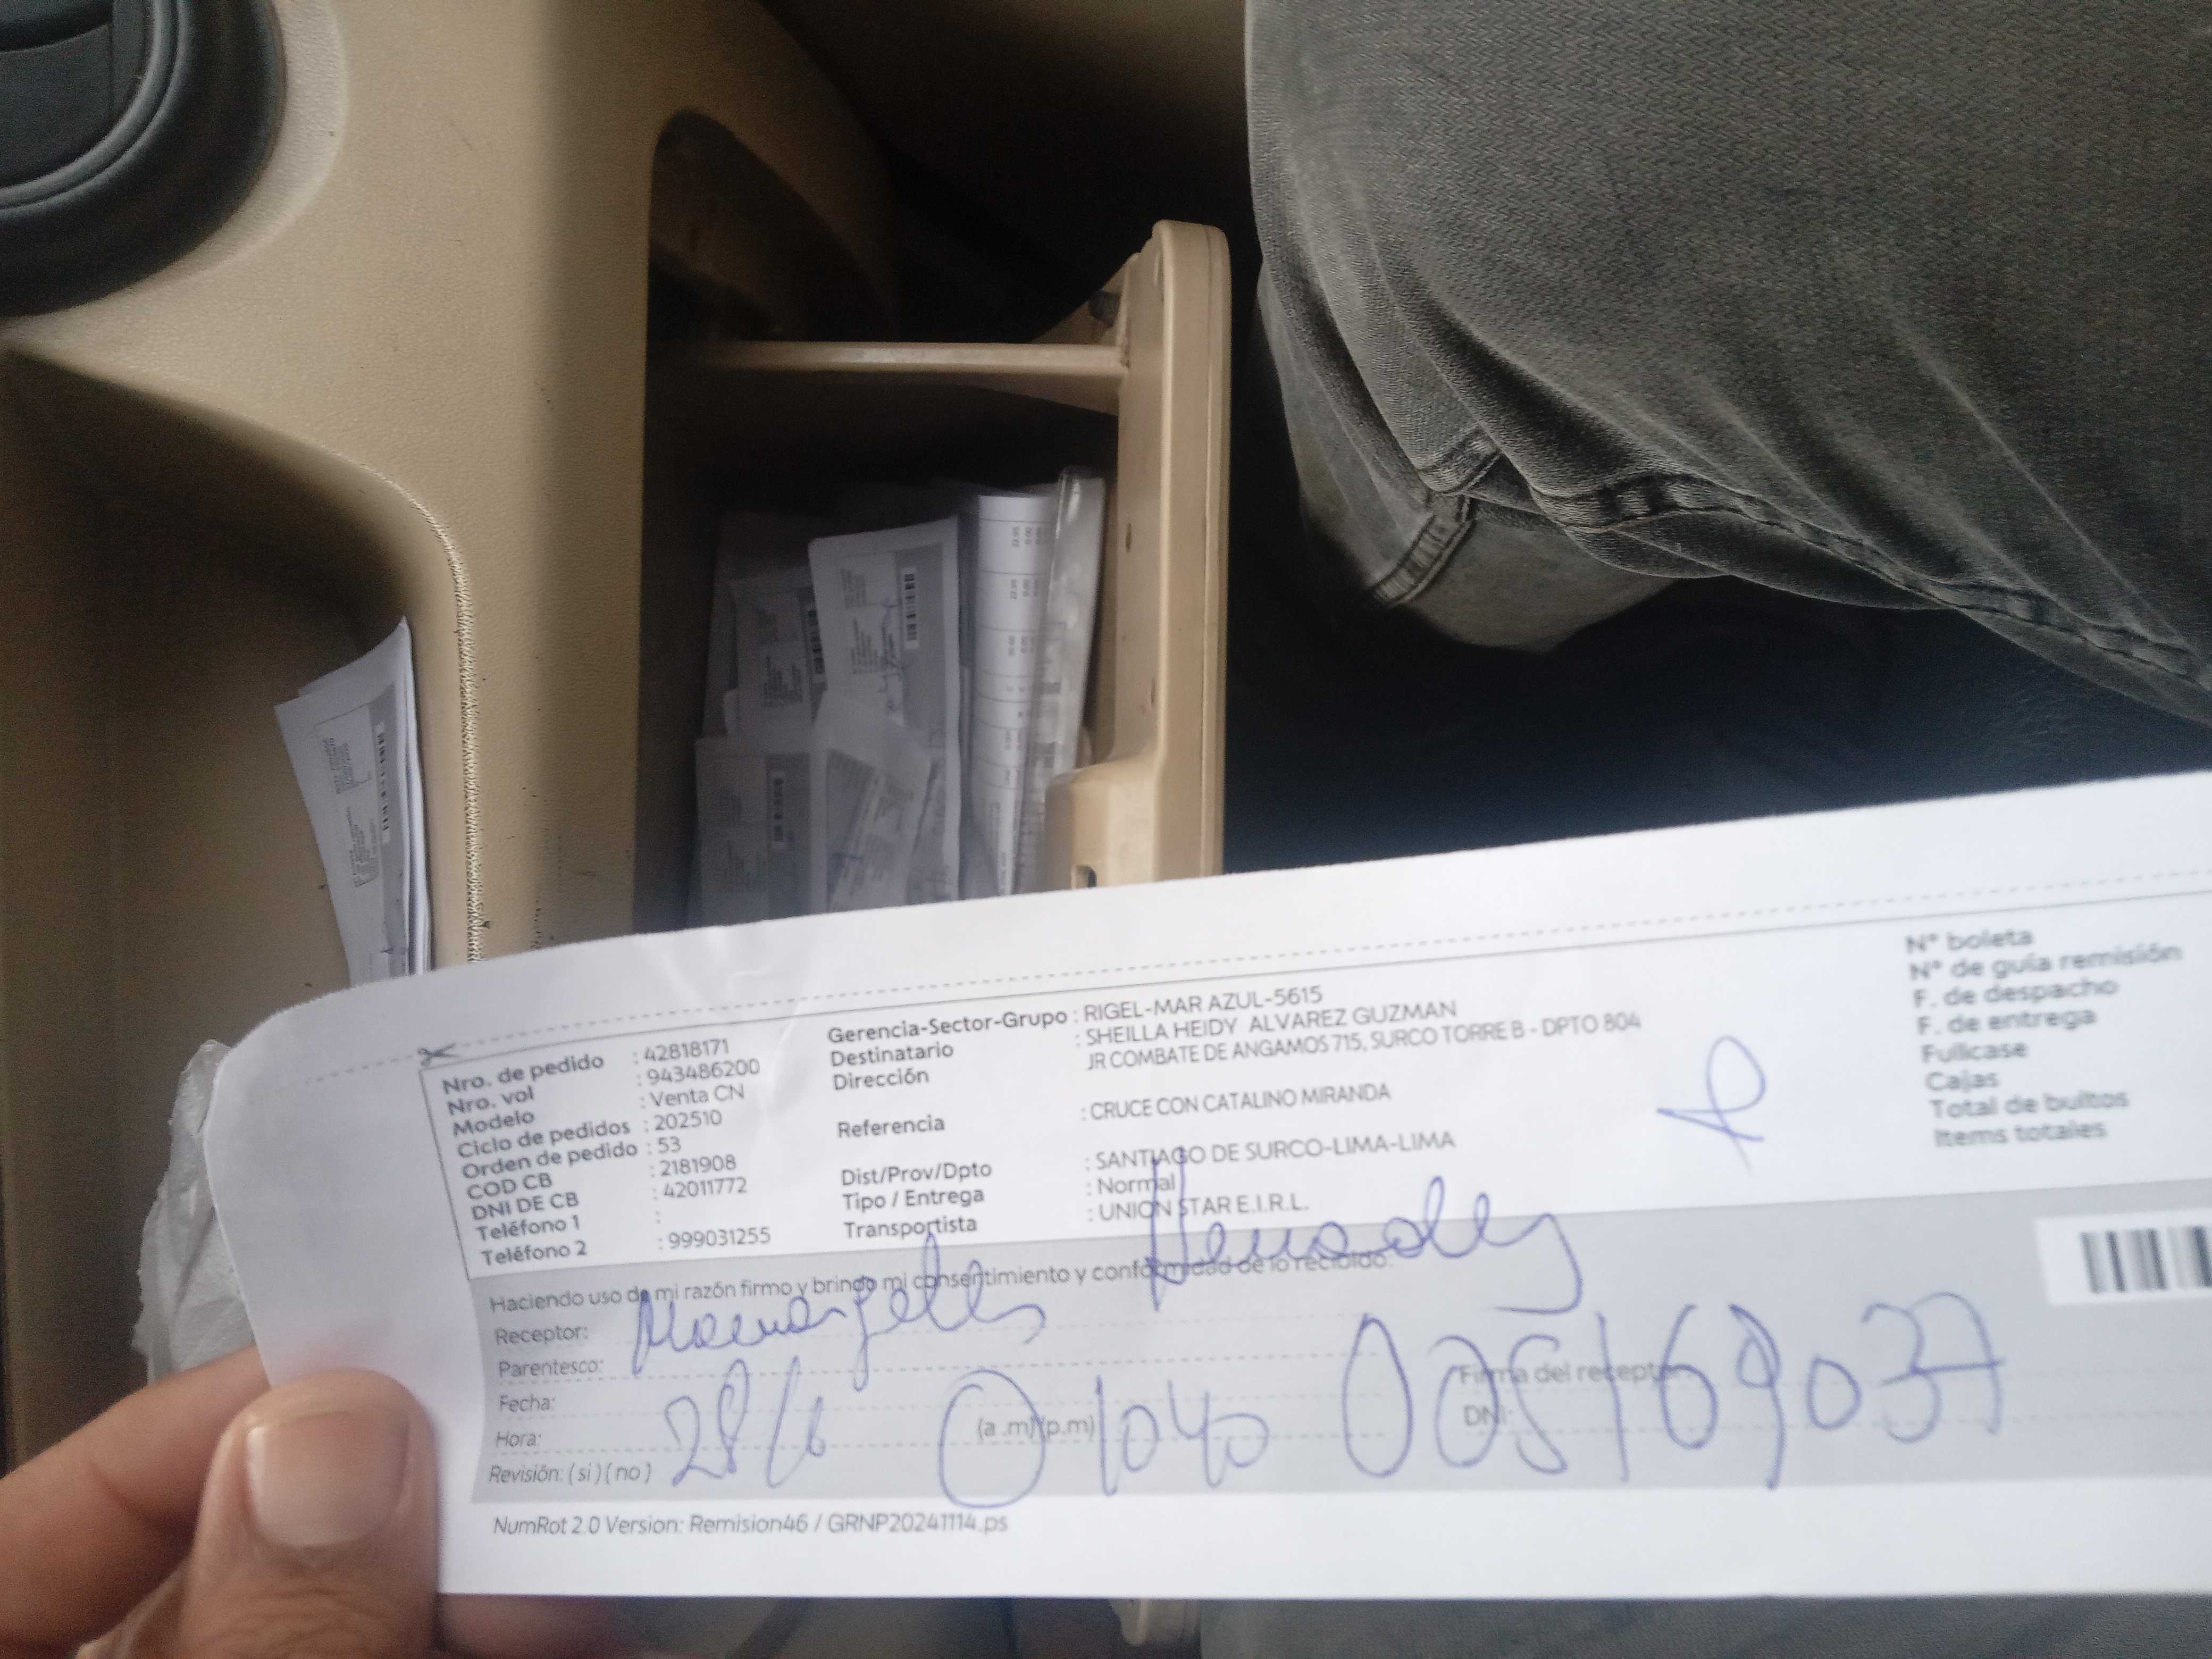 Nro. de pedido : 42818171
Nro. vol : 943486200
Modelo : Venta CN
Ciclo de pedidos : 202510
Orden de pedido : 53
COD CB : 2181908
DNI DE CB : 42011772
Teléfono 1 :
Teléfono 2 : 999031255
Gerencia-Sector-Grupo : RIGEL-MAR AZUL-5615
Destinatario : SHEILLA HEIDY ALVAREZ GUZMAN
Dirección JR COMBATE DE ANGAMOS 715, SURCO TORRE B - DPTO 804
Referencia : CRUCE CON CATALINO MIRANDA
Dist/Prov/Dpto : SANTIAGO DE SURCO-LIMA-LIMA
Tipo / Entrega : Normal
Transportista : UNION STAR E.I.R.L.
N° boleta
N° de guía remisión
F. de despacho
F. de entrega
Fullcase
Cajas
Total de bultos
Items totales
Haciendo uso de mi razón firmo y bringo mi consentimiento y conformidad de lo recibido:
Receptor:
Parentesco:
Fecha: 28/6
Hora: (a .m)(p.m) 1040
Revisión: ( si ) ( no )
Firma del receptor
DNI: 005169037
NumRot 2.0 Version: Remision46 / GRNP20241114.ps